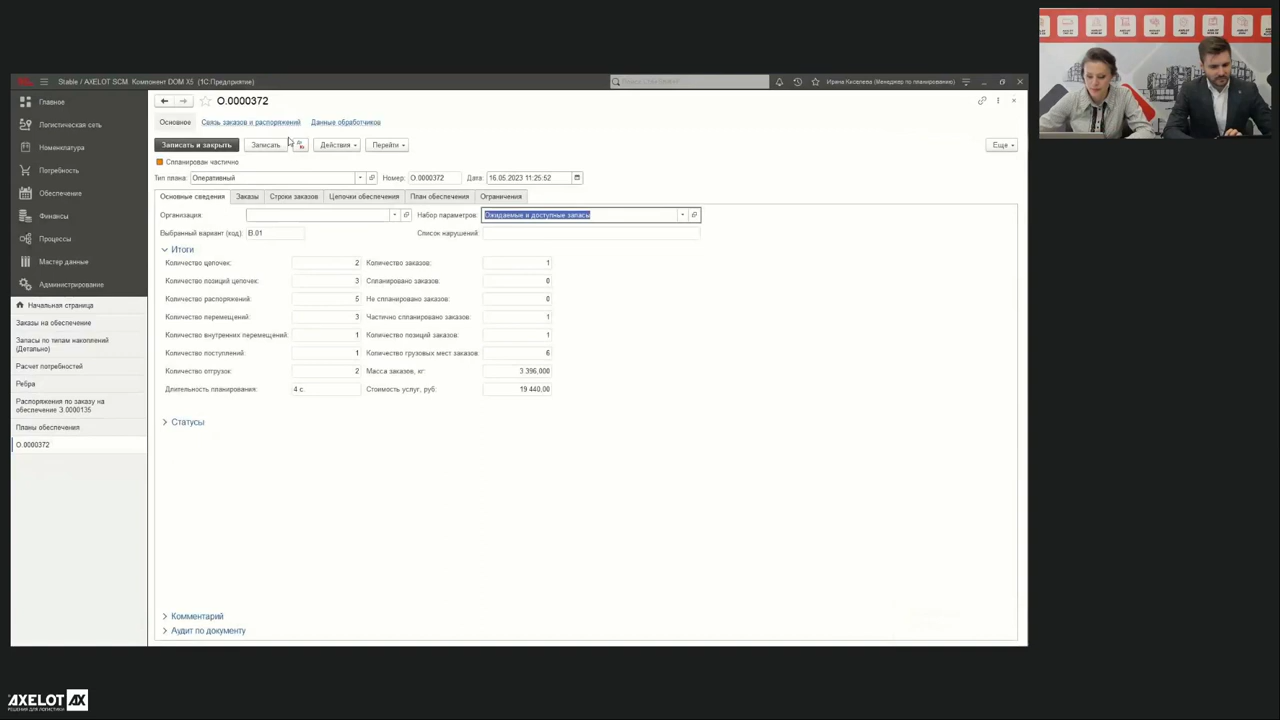 Stable / AXELOT SCM. Компонент DOM X5 (1С:Предприятие)
Ирина Киселева (Менеджер по планированию)
Главное
Логистическая сеть
Номенклатура
Потребность
Обеспечение
Финансы
Процессы
Мастер данные
Администрирование
Начальная страница
Заказы на обеспечение
Запасы по типам накоплений (Детально)
Расчет потребностей
Ребра
Распоряжения по заказу на обеспечение З.0000135
Планы обеспечения
О.0000372
О.0000372
Основное Связь заказов и распоряжений Данные обработчиков
Записать и закрыть Записать Действия Перейти Еще
Спланирован частично
Тип плана: Оперативный Номер: О.0000372 Дата: 16.05.2023 11:25:52
Основные сведения Заказы Строки заказов Цепочки обеспечения План обеспечения Ограничения
Организация: Набор параметров: Ожидаемые и доступные запасы
Выбранный вариант (код): В.01 Список нарушений:
Итоги
Количество цепочек: 2 Количество заказов: 1
Количество позиций цепочек: 3 Спланировано заказов: 0
Количество распоряжений: 5 Не спланировано заказов: 0
Количество перемещений: 3 Частично спланировано заказов: 1
Количество внутренних перемещений: 1 Количество позиций заказов: 1
Количество поступлений: 1 Количество грузовых мест заказов: 6
Количество отгрузок: 2 Масса заказов, кг: 3 396,000
Длительность планирования: 4 с. Стоимость услуг, руб: 19 440,00
Статусы
Комментарий
Аудит по документу
AXELOT AX
РЕШЕНИЯ ДЛЯ ЛОГИСТИКИ